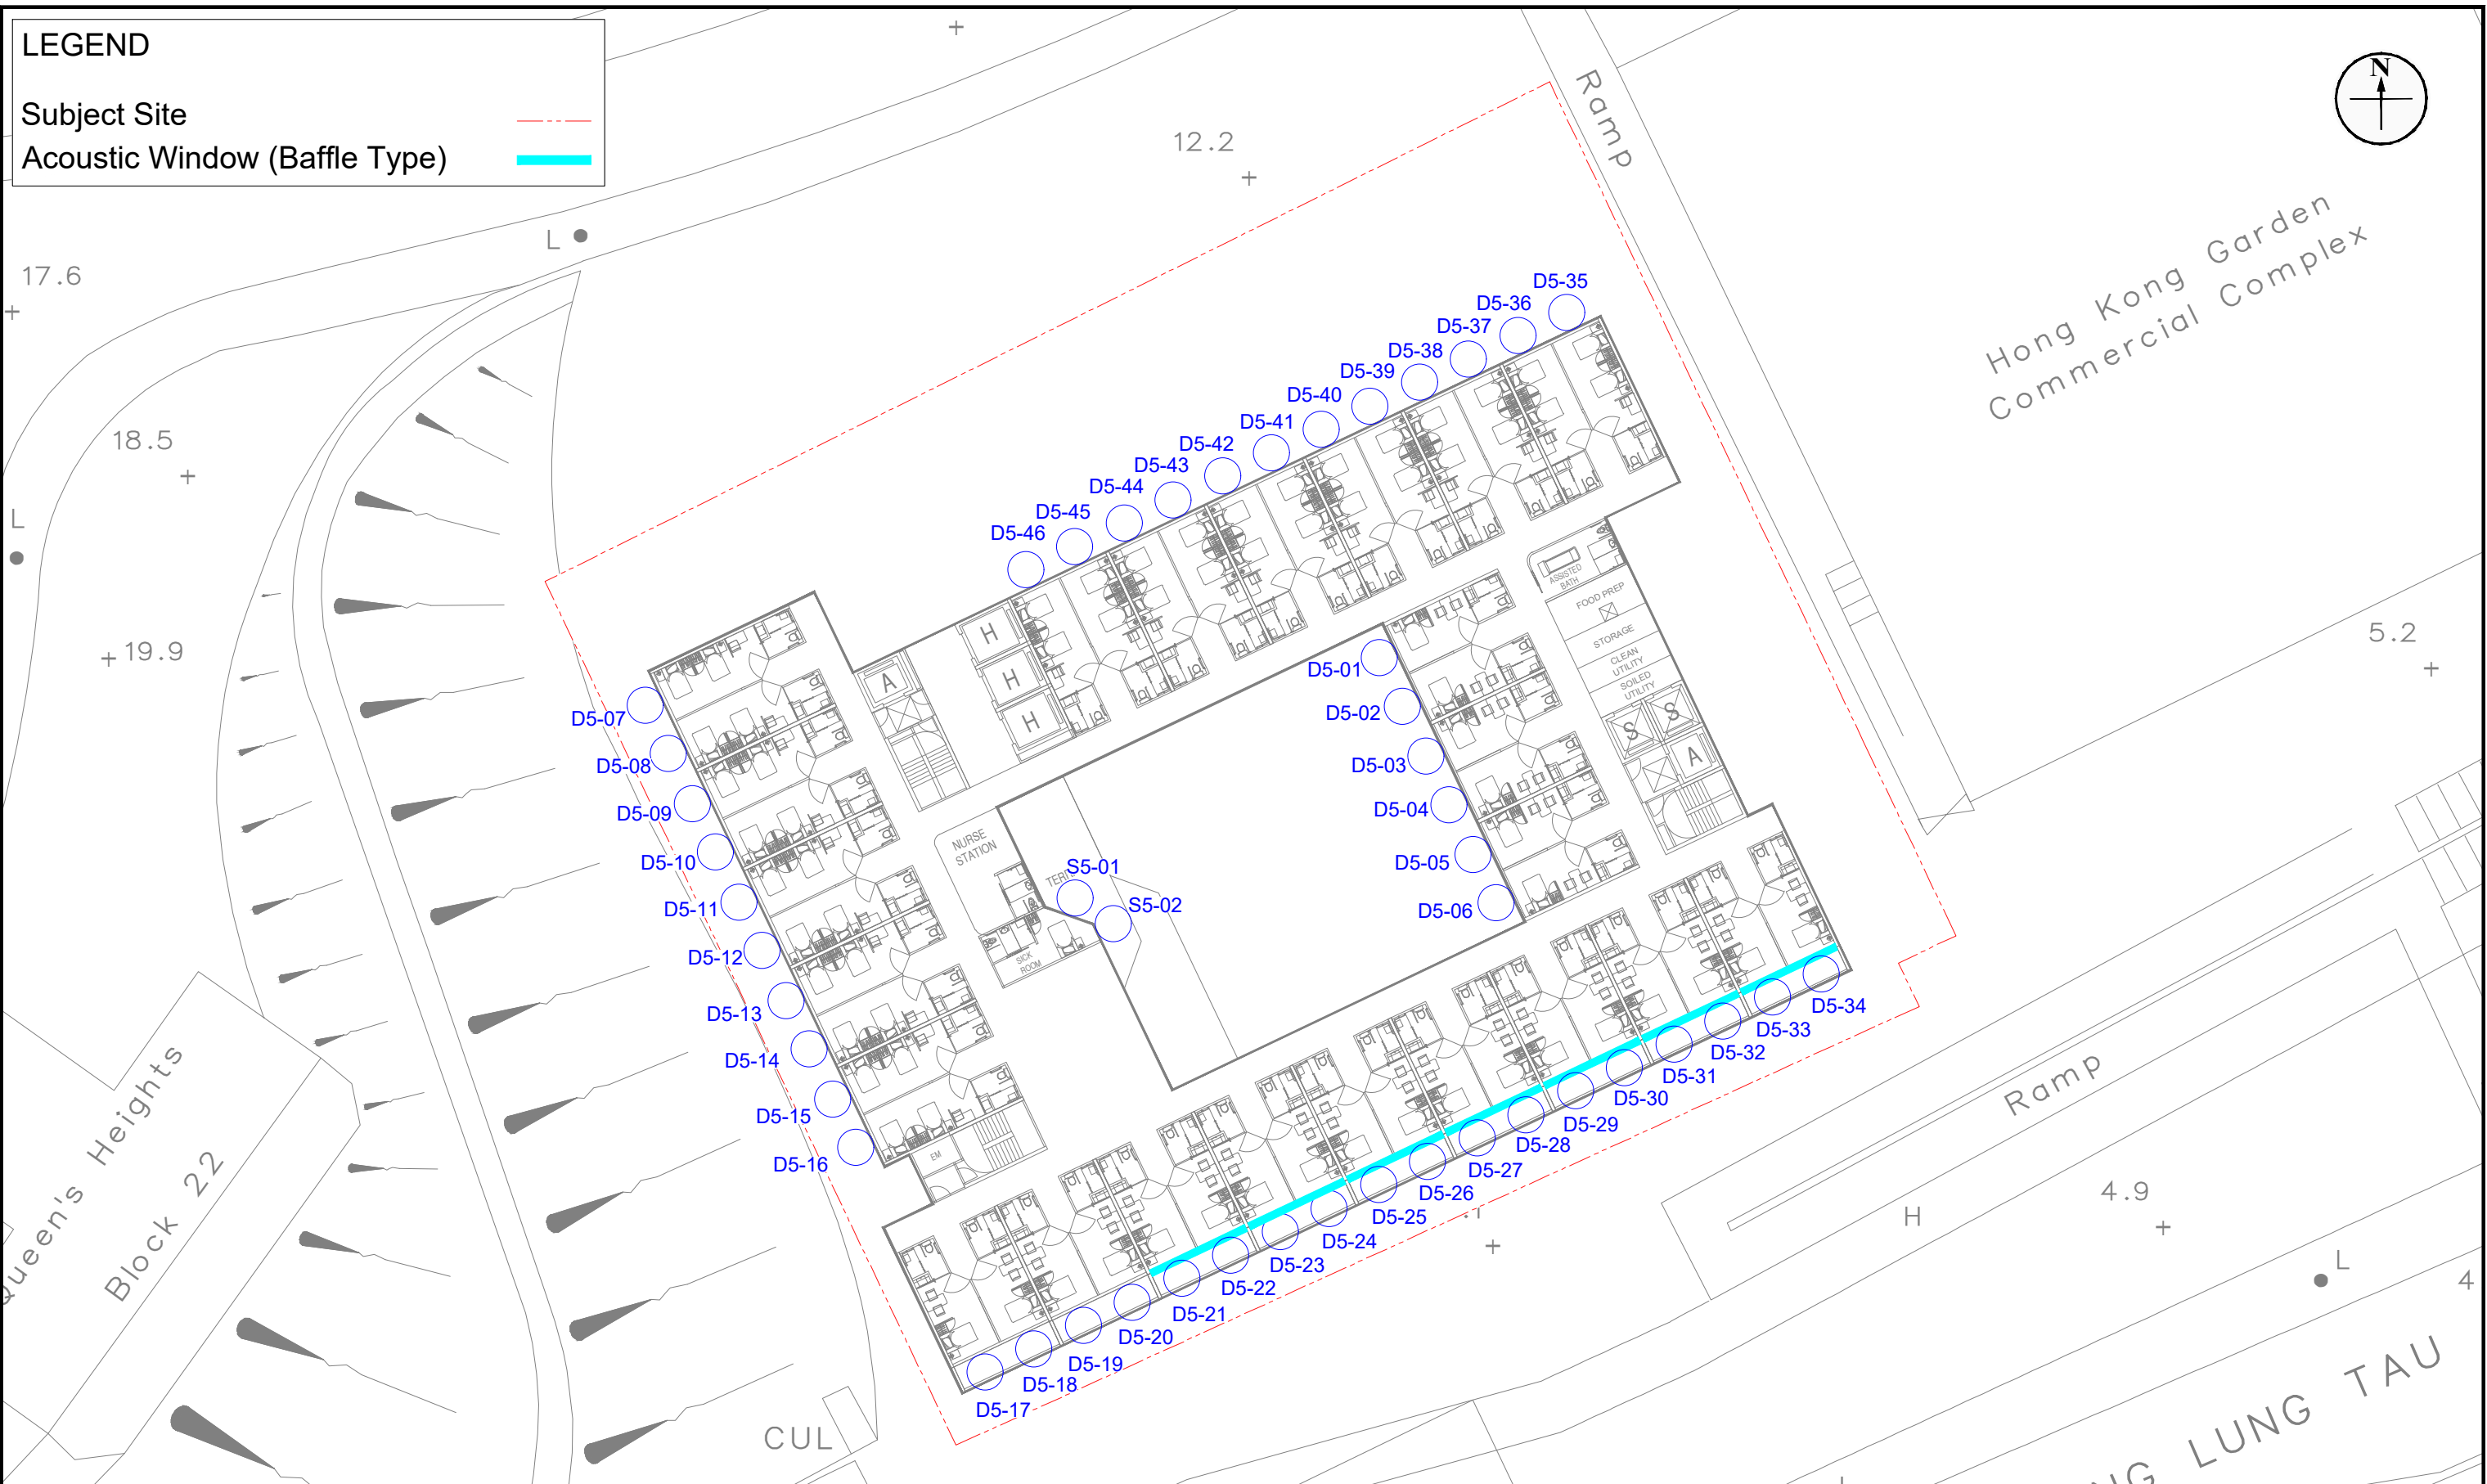 LEGEND
Subject Site
Acoustic Window (Baffle Type)
N
12.2
Ramp
Hong Kong Garden
Commercial Complex
L
17.6
18.5
L
19.9
5.2
D5-35
D5-36
D5-37
D5-38
D5-39
D5-40
D5-41
D5-42
D5-43
D5-44
D5-45
D5-46
H
H
H
A
ASSISTED
BATH
FOOD PREP
STORAGE
CLEAN
UTILITY
SOILED
UTILITY
S
S
A
D5-01
D5-02
D5-03
D5-04
D5-05
D5-06
D5-07
D5-08
D5-09
D5-10
D5-11
D5-12
D5-13
D5-14
D5-15
D5-16
NURSE
STATION
S5-01
S5-02
SICK
ROOM
EM
D5-34
D5-33
D5-32
D5-31
D5-30
D5-29
D5-28
D5-27
D5-26
D5-25
D5-24
D5-23
D5-22
D5-21
D5-20
D5-19
D5-18
D5-17
Queen's Heights
Block 22
CUL
Ramp
H
4.9
L
4
LUNG TAU